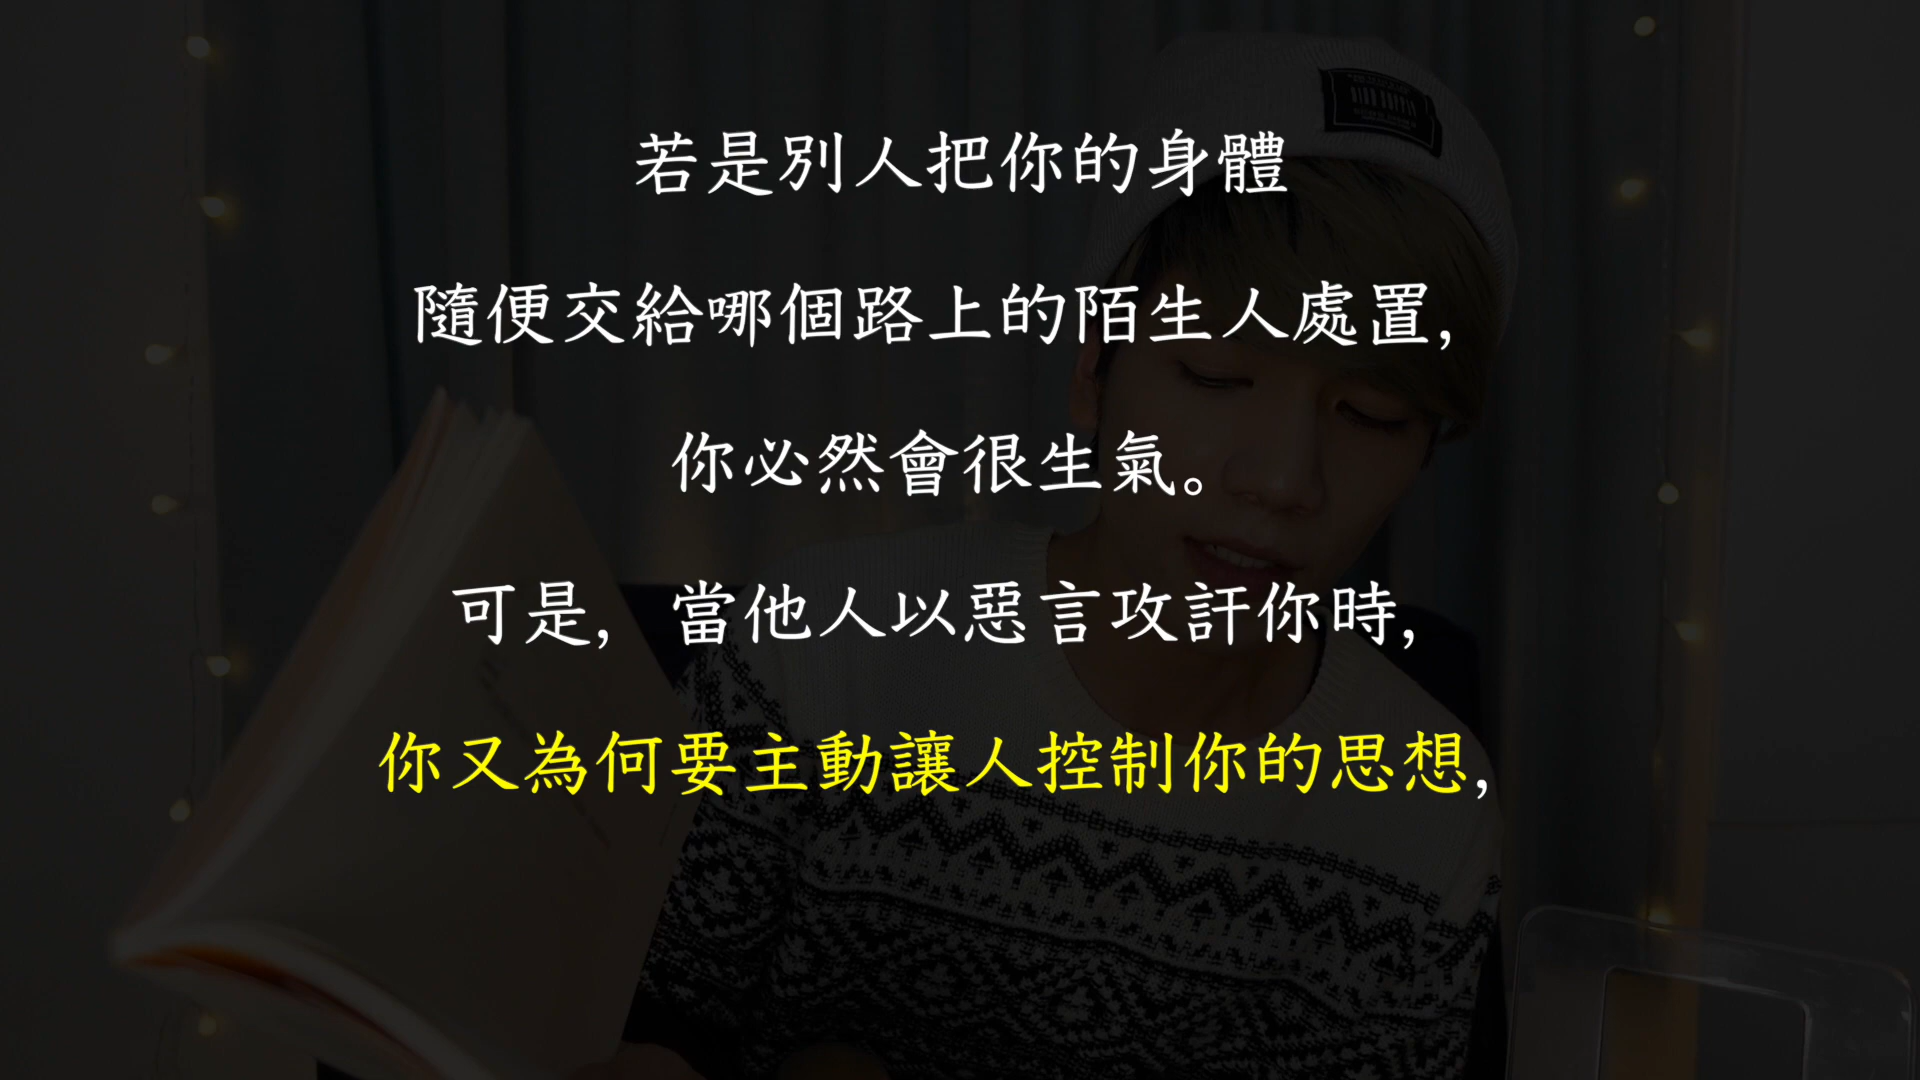 若是別人把你的身體
隨便交給哪個路上的陌生人處置,
你必然會很生氣。
可是, 當他人以惡言攻訐你時,
你又為何要主動讓人控制你的思想,